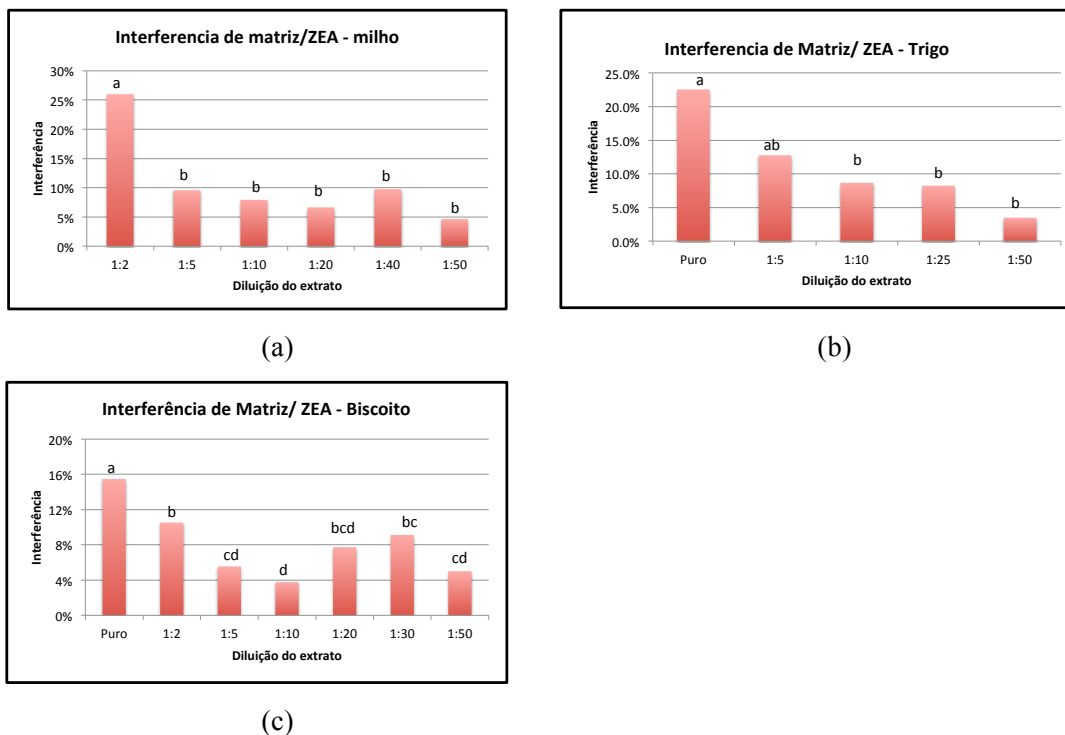 Interferencia de matriz/ZEA - milho
30%
25%
20%
15%
10%
5%
0%
Interferência
a
b
b
b
b
b
1:2 1:5 1:10 1:20 1:40 1:50
Diluição do extrato
(a)
Interferencia de Matriz/ ZEA - Trigo
25.0%
20.0%
15.0%
10.0%
5.0%
0.0%
Interferência
a
ab
b
b
b
Puro 1:5 1:10 1:25 1:50
Diluição do extrato
(b)
Interferência de Matriz/ ZEA - Biscoito
20%
16%
12%
8%
4%
0%
Interferência
a
b
cd
d
bcd
bc
cd
Puro 1:2 1:5 1:10 1:20 1:30 1:50
Diluição do extrato
(c)